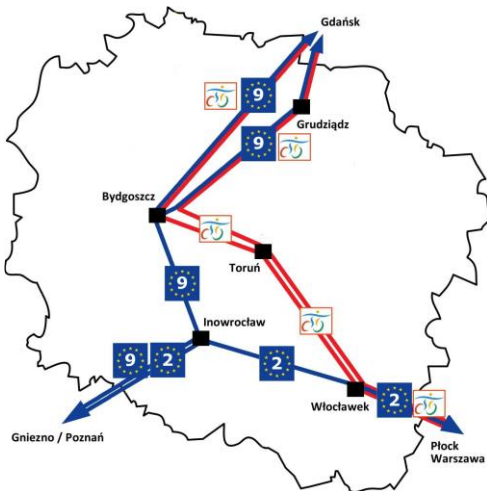 Gdańsk
9
Grudziądz
9
Bydgoszcz
Toruń
9
Inowrocław
9 2
2
Włocławek
2
Gniezno / Poznań
Płock
Warszawa